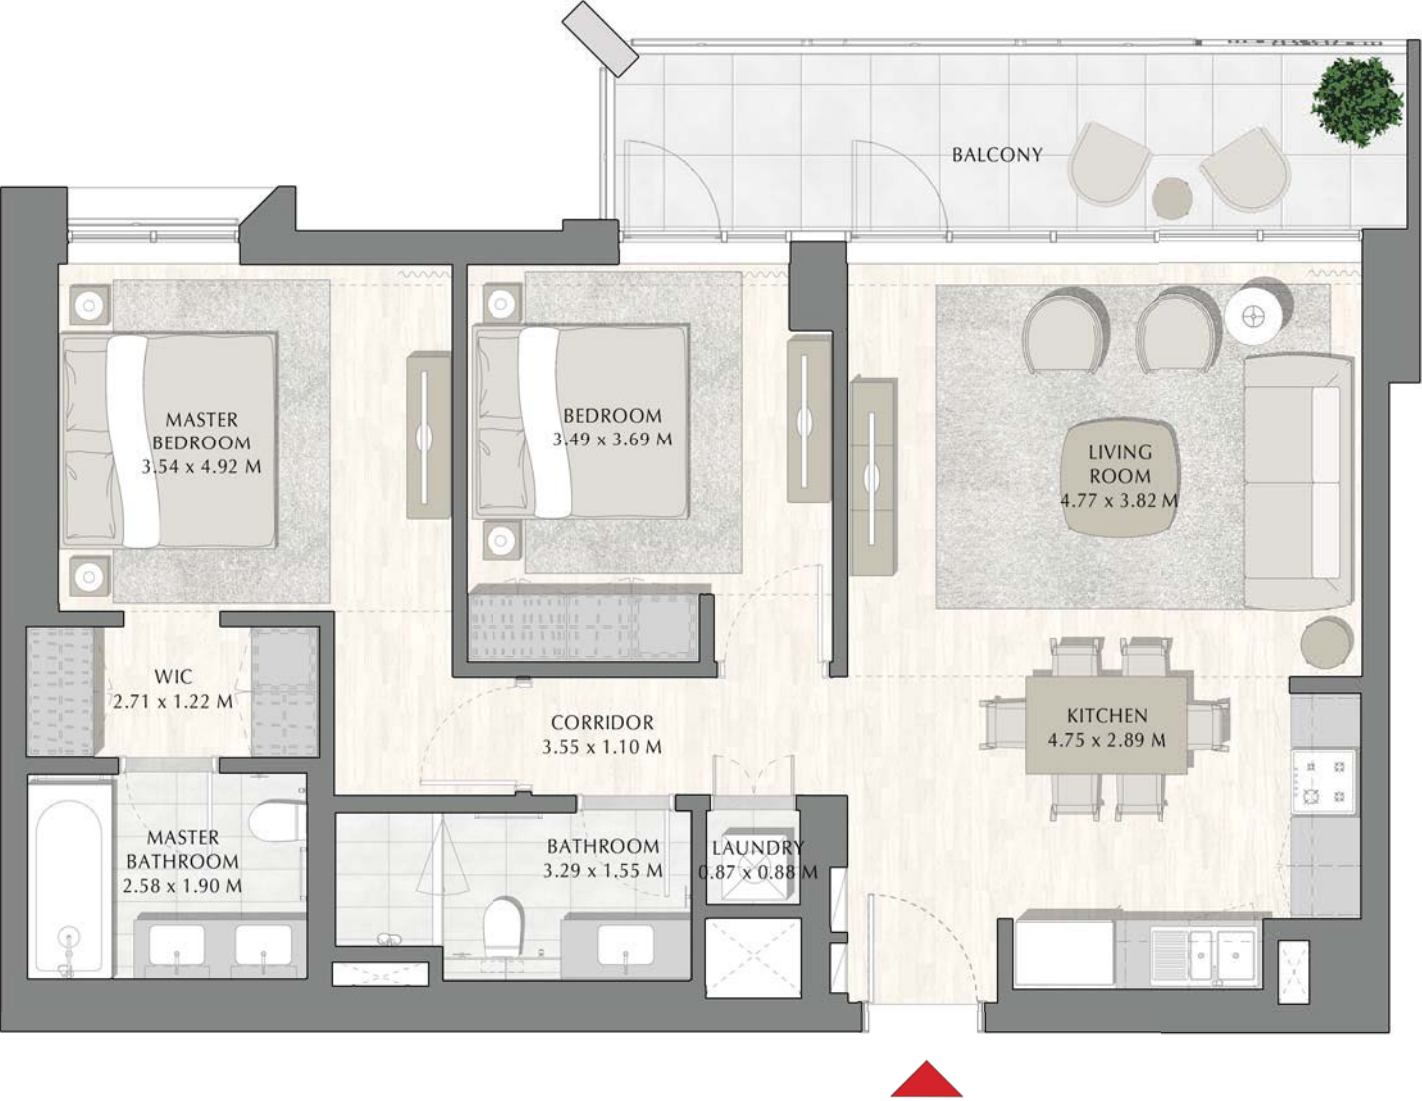 BALCONY
MASTER
BEDROOM
3.54 x 4.92 M
BEDROOM
3.49 x 3.69 M
LIVING
ROOM
4.77 x 3.82 M
WIC
2.71 x 1.22 M
CORRIDOR
3.55 x 1.10 M
KITCHEN
4.75 x 2.89 M
MASTER
BATHROOM
2.58 x 1.90 M
BATHROOM
3.29 x 1.55 M
LAUNDRY
0.87 x 0.88 M